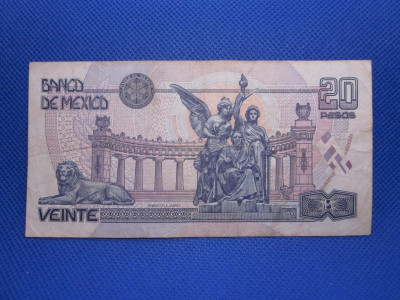 BANCO
DE MEXICO
20
PESOS
VEINTE